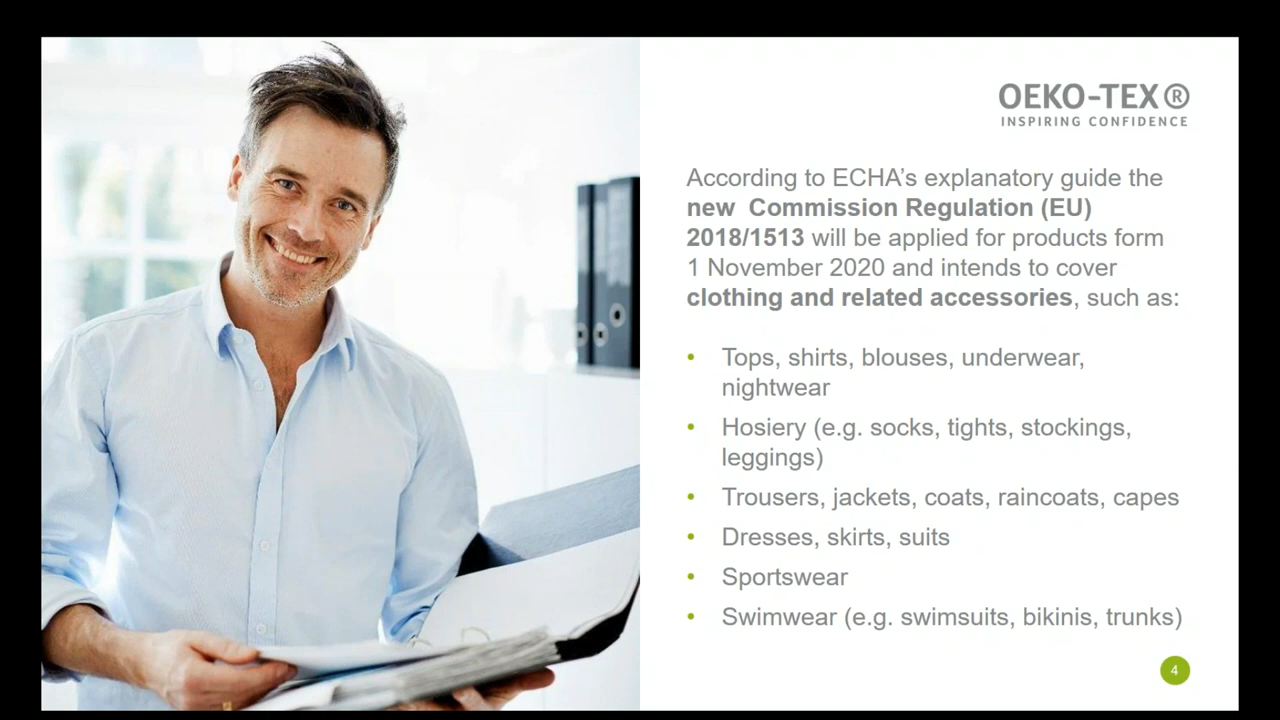 OEKO-TEX®
INSPIRING CONFIDENCE
According to ECHA’s explanatory guide the
new  Commission Regulation (EU)
2018/1513 will be applied for products form
1 November 2020 and intends to cover
clothing and related accessories, such as:
• Tops, shirts, blouses, underwear,
nightwear
• Hosiery (e.g. socks, tights, stockings,
leggings)
• Trousers, jackets, coats, raincoats, capes
• Dresses, skirts, suits
• Sportswear
• Swimwear (e.g. swimsuits, bikinis, trunks)
4